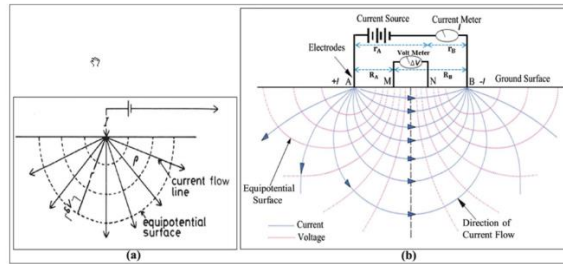 Current Source
Current Meter
i
r_A
r_B
Volt Meter
ΔV
Electrodes
R_A
R_B
+I
A
M
N
B
-I
Ground Surface
Equipotential Surface
Direction of Current Flow
Current
Voltage
(b)
I
ρ
r
current flow
line
equipotential
surface
(a)